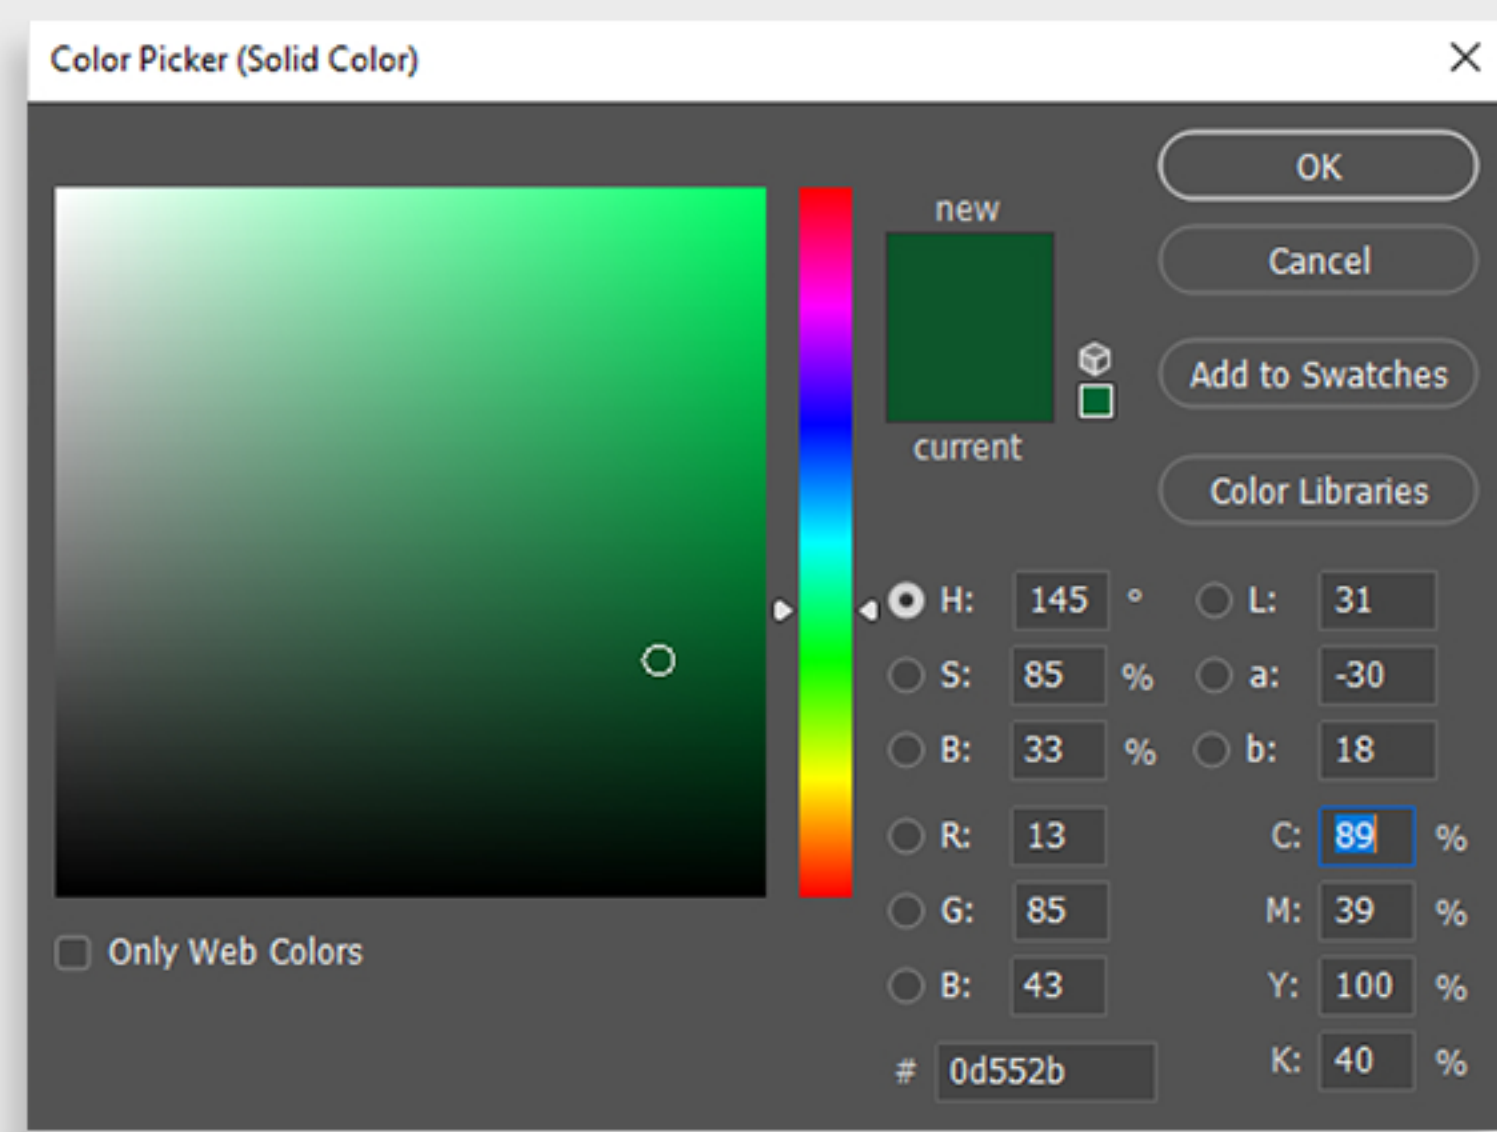 Color Picker (Solid Color)
OK
new
Cancel
Add to Swatches
current
Color Libraries
H: 145 ° L: 31
S: 85 % a: -30
B: 33 % b: 18
R: 13 C: 89 %
G: 85 M: 39 %
Only Web Colors
B: 43 Y: 100 %
# 0d552b K: 40 %